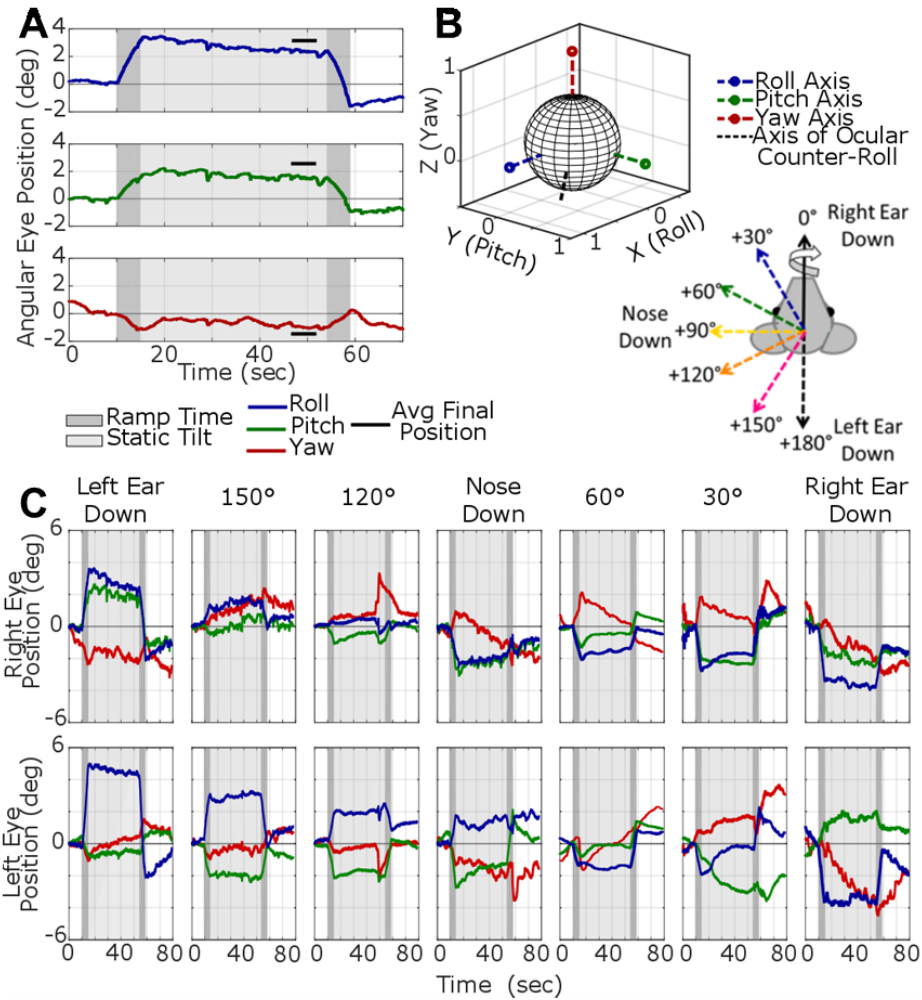 A
B
Angular Eye Position (deg)
4
2
0
-2
4
2
0
-2
4
2
0
-2
0
20
40
60
Time (sec)
Ramp Time
Static Tilt
Roll
Pitch
Yaw
Avg Final
Position
Z (Yaw)
1
0
Y (Pitch)
0
1
1
X (Roll)
0
Roll Axis
Pitch Axis
Yaw Axis
Axis of Ocular
Counter-Roll
0°
Right Ear
Down
+30°
+60°
Nose
Down
+90°
+120°
+150°
+180°
Left Ear
Down
C
Left Ear
Down
150°
120°
Nose
Down
60°
30°
Right Ear
Down
Right Eye
Position (deg)
6
0
-6
Left Eye
Position (deg)
6
0
-6
0 40 80
0 40 80
0 40 80
0 40 80
0 40 80
0 40 80
0 40 80
Time (sec)